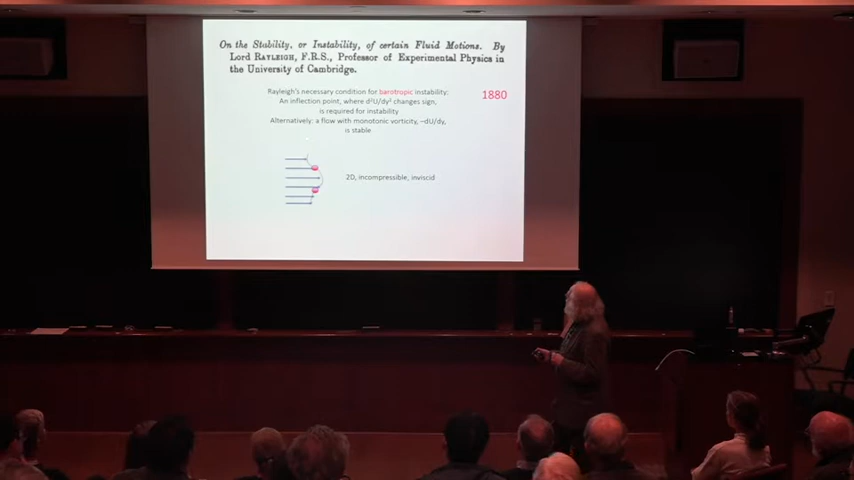 On the Stability, or Instability, of certain Fluid Motions. By
Lord RAYLEIGH, F.R.S., Professor of Experimental Physics in
the University of Cambridge.
Rayleigh's necessary condition for barotropic instability:
An inflection point, where d²U/dy² changes sign,
is required for instability
Alternatively: a flow with monotonic vorticity, –dU/dy,
is stable
1880
2D, incompressible, inviscid